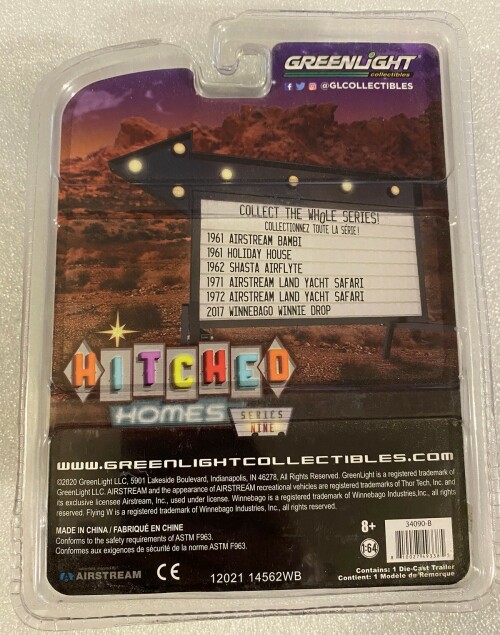 GREENLIGHT
collectibles
@GLCOLLECTIBLES
COLLECT THE WHOLE SERIES!
COLLECTIONNEZ TOUTE LA SÉRIE!
1961 AIRSTREAM BAMBI
1961 HOLIDAY HOUSE
1962 SHASTA AIRFLYTE
1971 AIRSTREAM LAND YACHT SAFARI
1972 AIRSTREAM LAND YACHT SAFARI
2017 WINNEBAGO WINNIE DROP
HITCHED
HOMES
SERIES
NINE
WWW.GREENLIGHTCOLLECTIBLES.COM
©2020 GreenLight LLC, 5901 Lakeside Boulevard, Indianapolis, IN 46278, All Rights Reserved. GreenLight is a registered trademark of
GreenLight LLC. AIRSTREAM and the appearance of AIRSTREAM recreational vehicles are registered trademarks of Thor Tech, Inc. and
its exclusive licensee Airstream, Inc., used under license. Winnebago is a registered trademark of Winnebago Industries,Inc., all rights
reserved. Flying W is a registered trademark of Winnebago Industries, Inc., all rights reserved.
MADE IN CHINA / FABRIQUÉ EN CHINE
Conforms to the safety requirements of ASTM F963.
Conformes aux exigences de sécurité de la norme ASTM F963.
8+
34090-B
1:64
AIRSTREAM
CE
12021 14562WB
Contains: 1 Die-Cast Trailer
Contient: 1 Modèle de Remorque